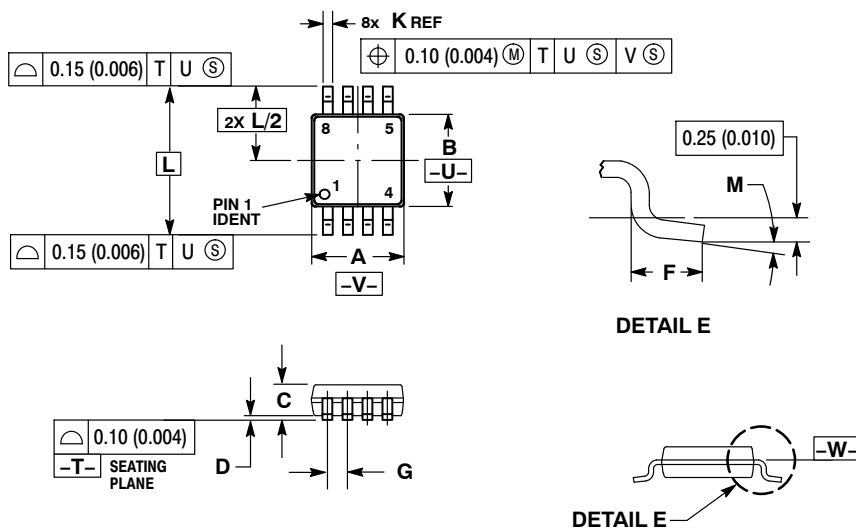 8x K REF
⌖ 0.10 (0.004) Ⓜ T U Ⓢ V Ⓢ
⌓ 0.15 (0.006) T U Ⓢ
2X L/2
8 5
L
B
–U–
0.25 (0.010)
M
PIN 1
IDENT
1
4
⌓ 0.15 (0.006) T U Ⓢ
A
–V–
F
DETAIL E
C
⌓ 0.10 (0.004)
–T– SEATING
PLANE
D
G
–W–
DETAIL E